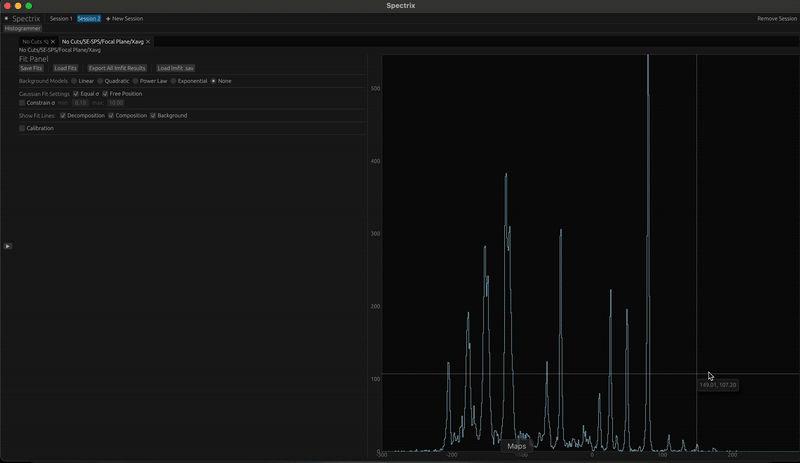 Spectrix
Spectrix Session 1 Session 2 + New Session Remove Session
Histogrammer
No Cuts × No Cuts/SE-SPS/Focal Plane/Xavg ×
No Cuts/SE-SPS/Focal Plane/Xavg
Fit Panel
Save Fits Load Fits Export All lmfit Results Load lmfit .sav
Background Models: Linear Quadratic Power Law Exponential None
Gaussian Fit Settings: Equal σ Free Position
Constrain σ min: 0.10 max: 10.00
Show Fit Lines: Decomposition Composition Background
Calibration
500
400
300
200
100
149.01, 107.20
Maps
0
-300 -200 -100 0 100 200